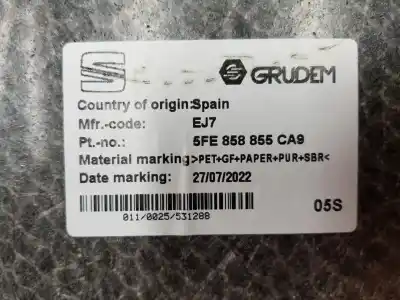 GRUDEM
Country of origin:Spain
Mfr.-code: EJ7
Pt.-no.: 5FE 858 855 CA9
Material marking>PET+GF+PAPER+PUR+SBR<
Date marking: 27/07/2022
011/0025/531288
05S